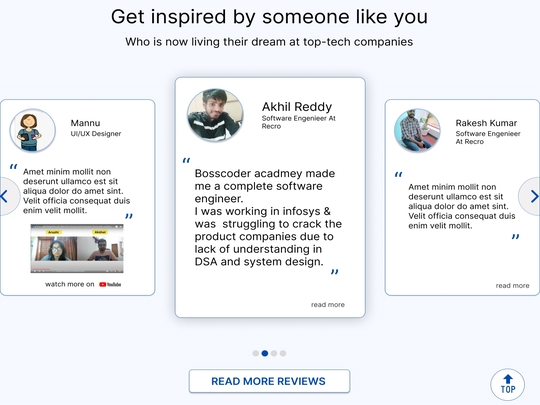 Get inspired by someone like you
Who is now living their dream at top-tech companies
Mannu
UI/UX Designer
“
Amet minim mollit non
deserunt ullamco est sit
aliqua dolor do amet sint.
Velit officia consequat duis
enim velit mollit.
”
watch more on YouTube
Akhil Reddy
Software Engenieer At
Recro
“
Bosscoder acadmey made
me a complete software
engineer.
I was working in infosys &
was struggling to crack the
product companies due to
lack of understanding in
DSA and system design.
”
read more
Rakesh Kumar
Software Engenieer
At Recro
“
Amet minim mollit non
deserunt ullamco est sit
aliqua dolor do amet sint.
Velit officia consequat duis
enim velit mollit.
”
read more
READ MORE REVIEWS
TOP